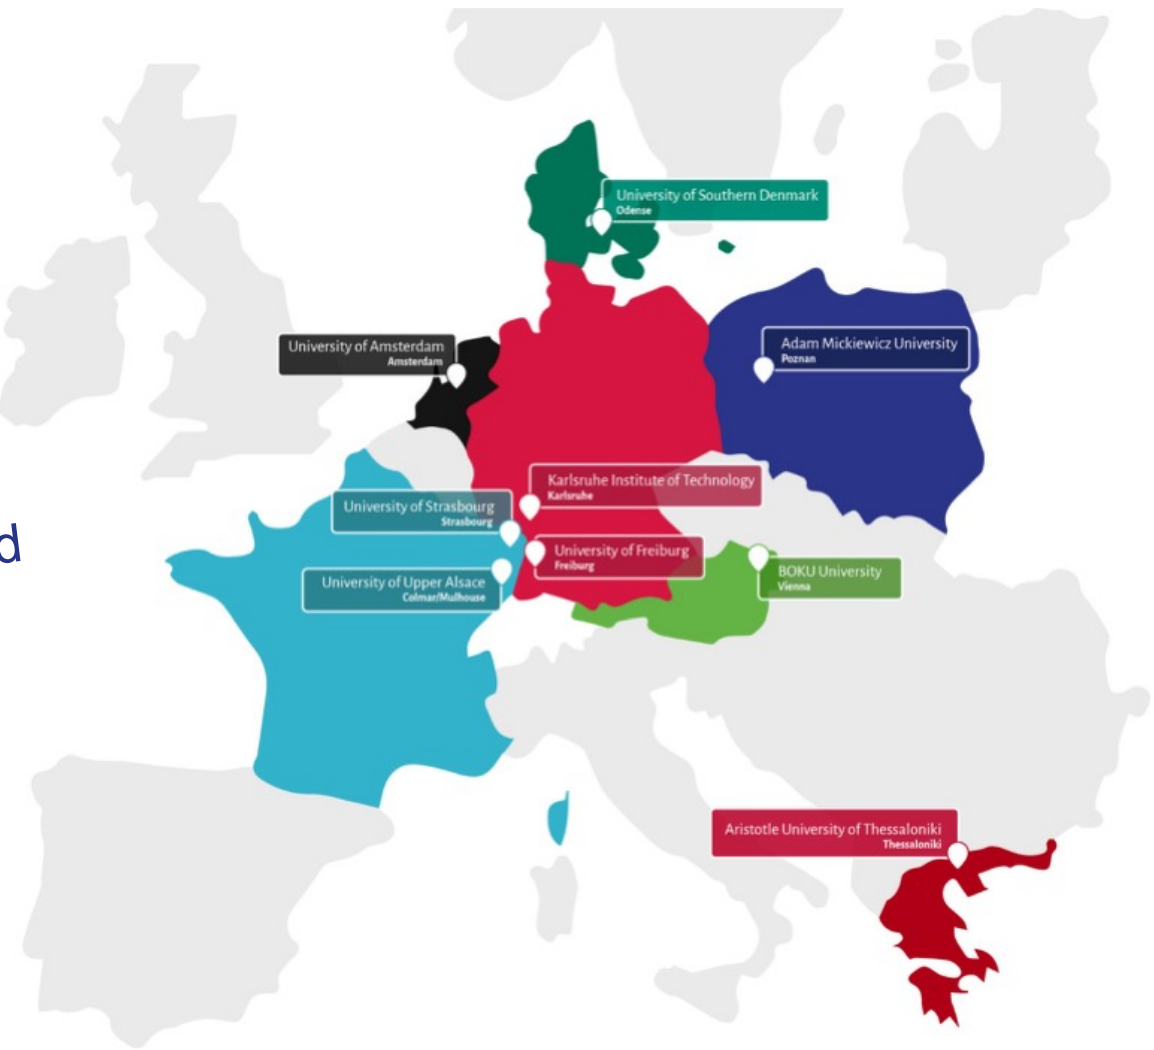 University of Southern Denmark
Odense
University of Amsterdam
Amsterdam
Adam Mickiewicz University
Poznan
Karlsruhe Institute of Technology
Karlsruhe
University of Strasbourg
Strasbourg
d
University of Freiburg
Freiburg
University of Upper Alsace
Colmar/Mulhouse
BOKU University
Vienna
Aristotle University of Thessaloniki
Thessaloniki